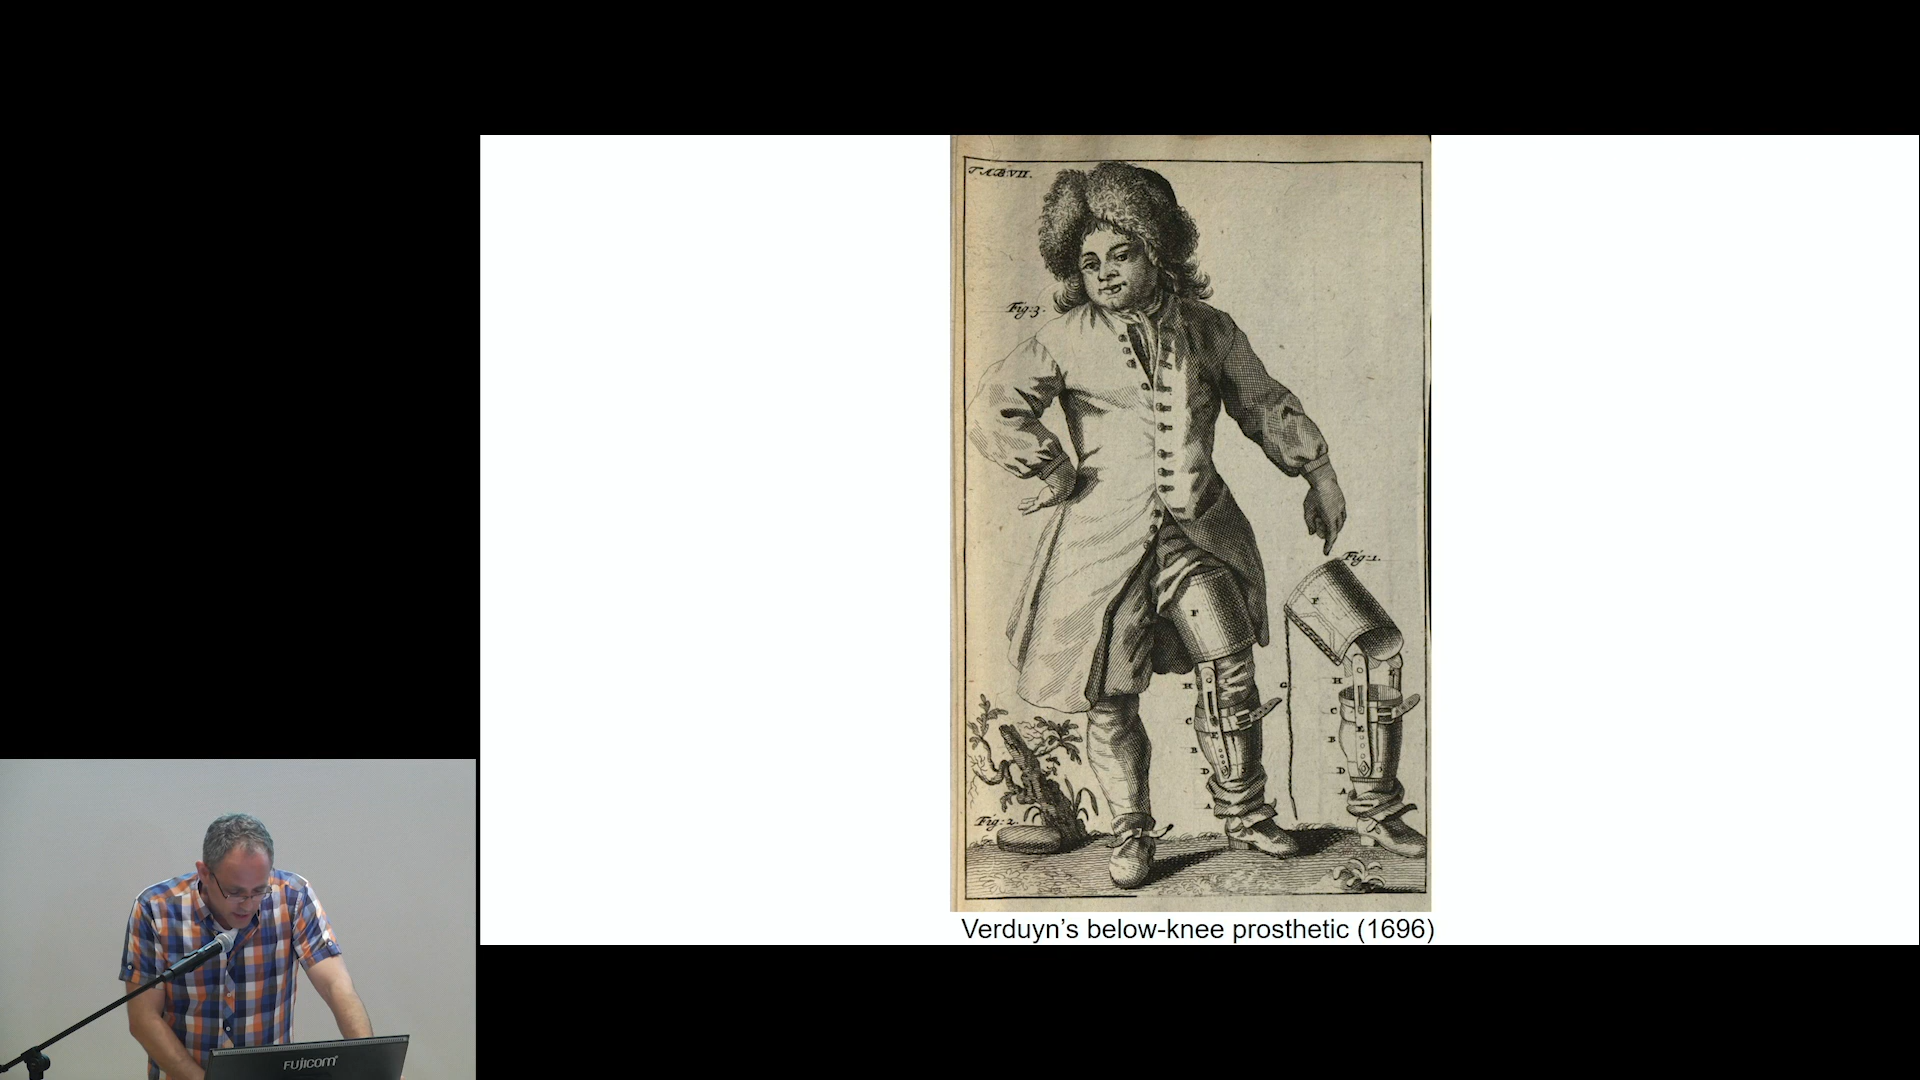 TAB VII.
Fig: 3.
Fig: 1.
F
F
H
G
H
E
C
C
E
E
B
B
D
D
A
A
Fig: 2.
Verduyn’s below-knee prosthetic (1696)
FUJICOM